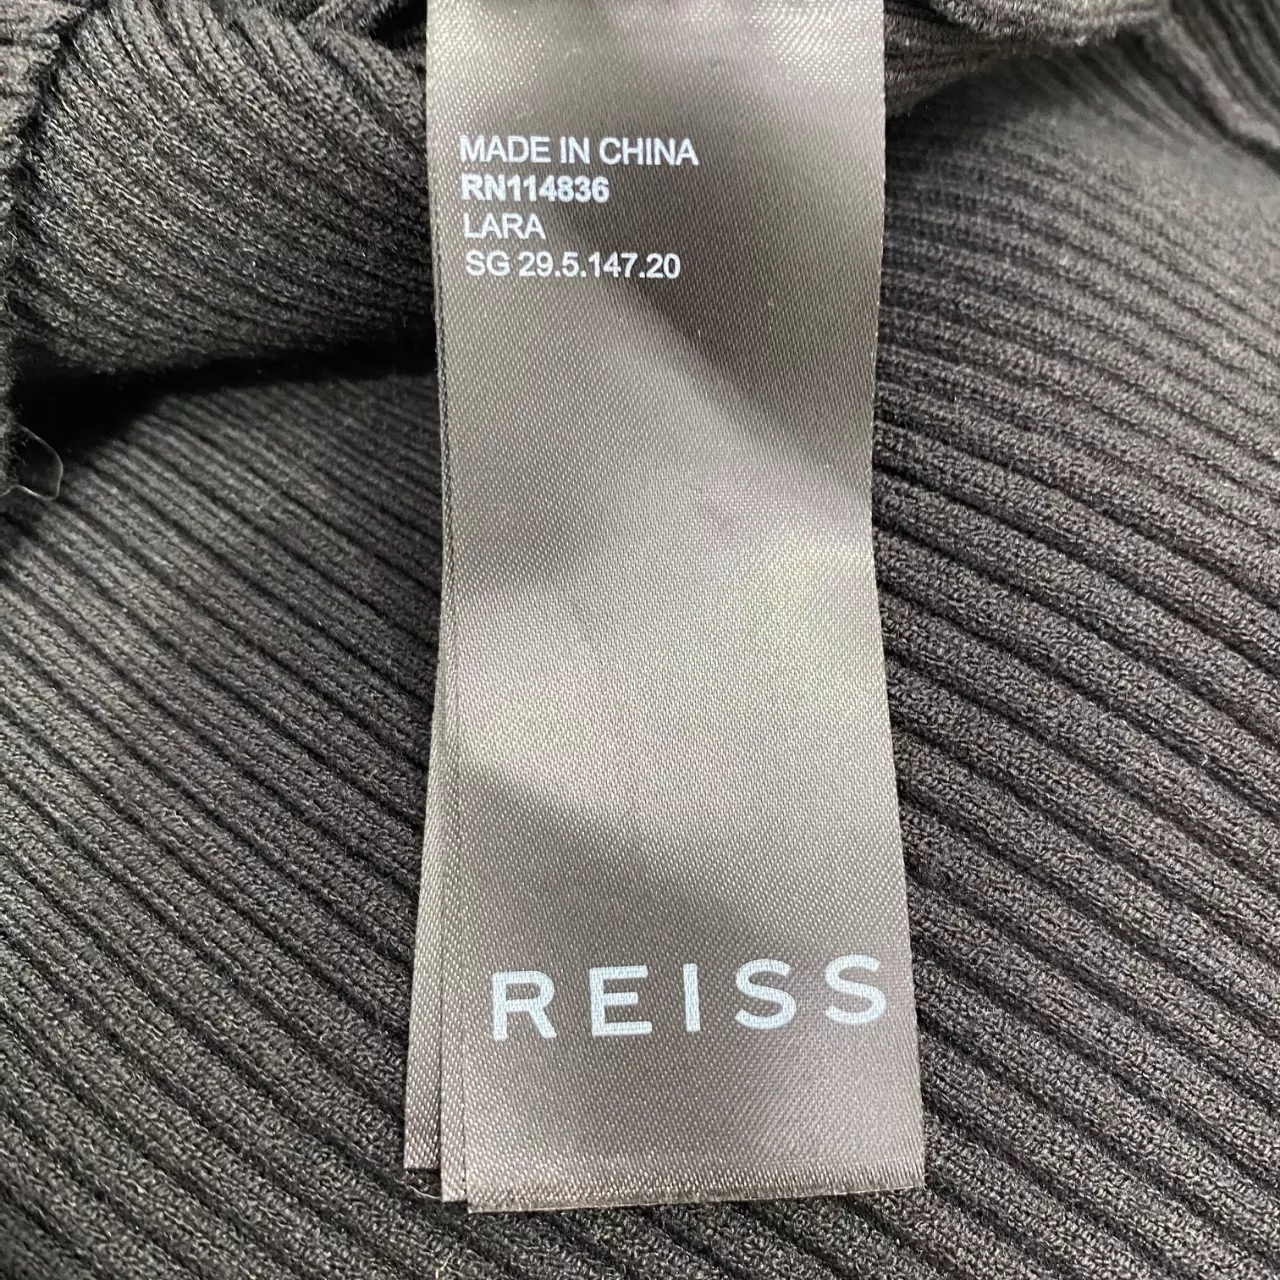 MADE IN CHINA
RN114836
LARA
SG 29.5.147.20
REISS